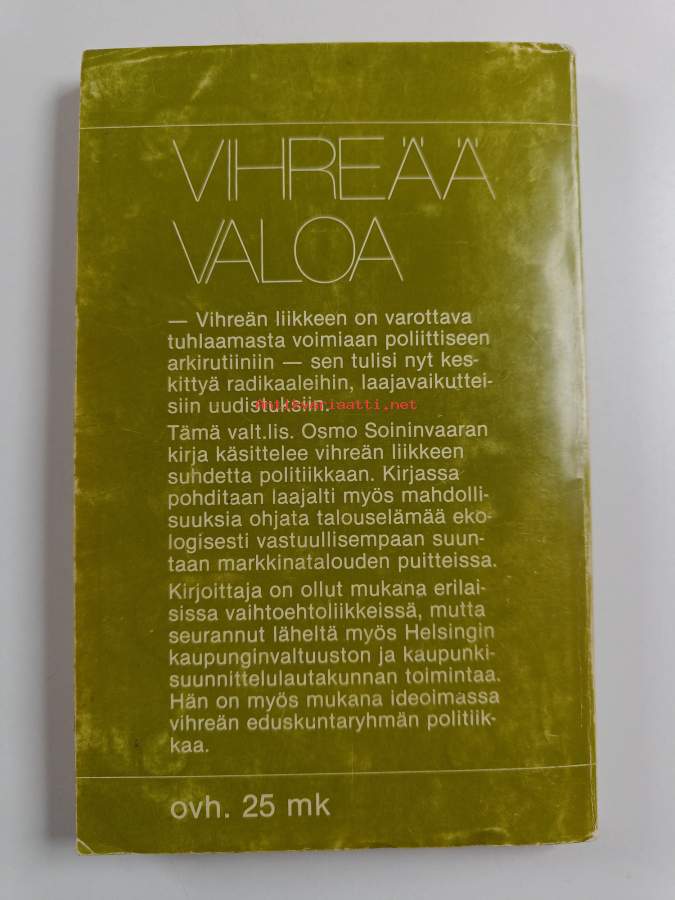 VIHREÄÄ
VALOA
— Vihreän liikkeen on varottava
tuhlaamasta voimiaan poliittiseen
arkirutiiniin — sen tulisi nyt kes-
kittyä radikaaleihin, laajavaikuttei-
siin uudistuksiin.
Tämä valt.lis. Osmo Soininvaaran
kirja käsittelee vihreän liikkeen
suhdetta politiikkaan. Kirjassa
pohditaan laajalti myös mahdolli-
suuksia ohjata talouselämää eko-
logisesti vastuullisempaan suun-
taan markkinatalouden puitteissa.
Kirjoittaja on ollut mukana erilai-
sissa vaihtoehtoliikkeissä, mutta
seurannut läheltä myös Helsingin
kaupunginvaltuuston ja kaupunki-
suunnittelulautakunnan toimintaa.
Hän on myös mukana ideoimassa
vihreän eduskuntaryhmän politiik-
kaa.
ovh. 25 mk